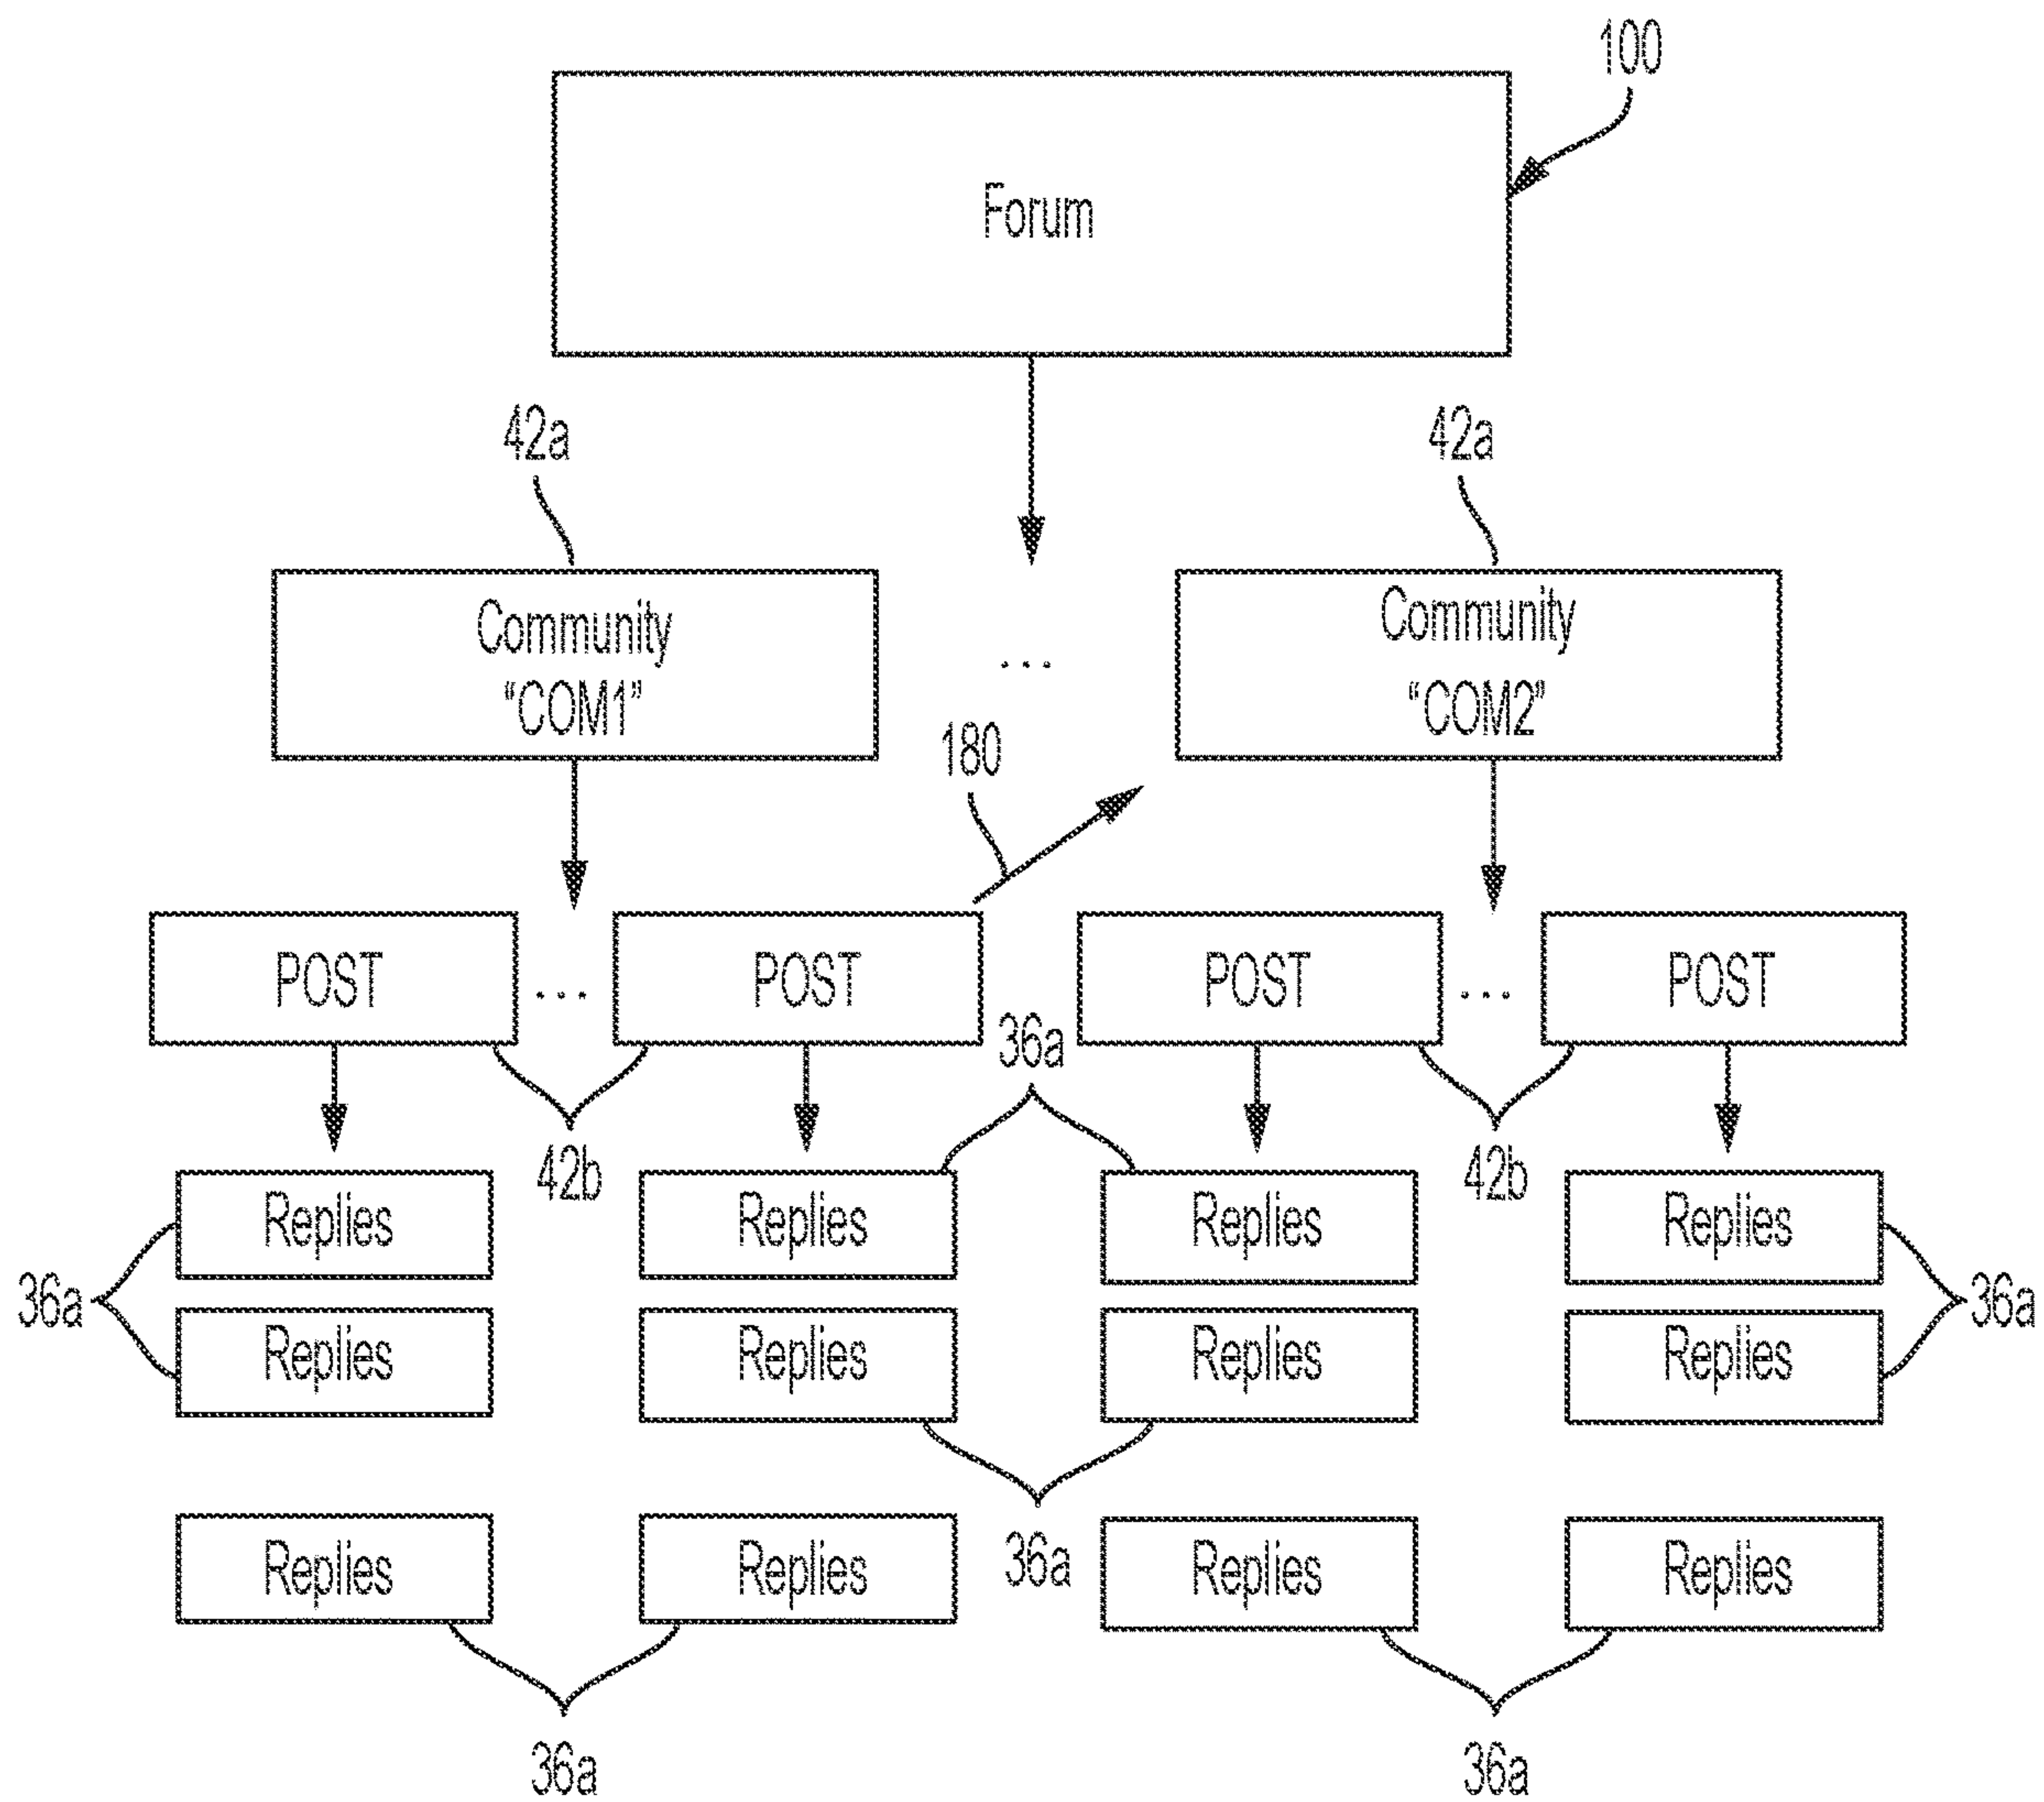 100
Forum
42a
42a
Community
“COM1”
...
Community
“COM2”
180
POST
...
POST
POST
...
POST
36a
42b
42b
Replies
Replies
Replies
Replies
36a
36a
Replies
Replies
Replies
Replies
36a
Replies
Replies
Replies
Replies
36a
36a